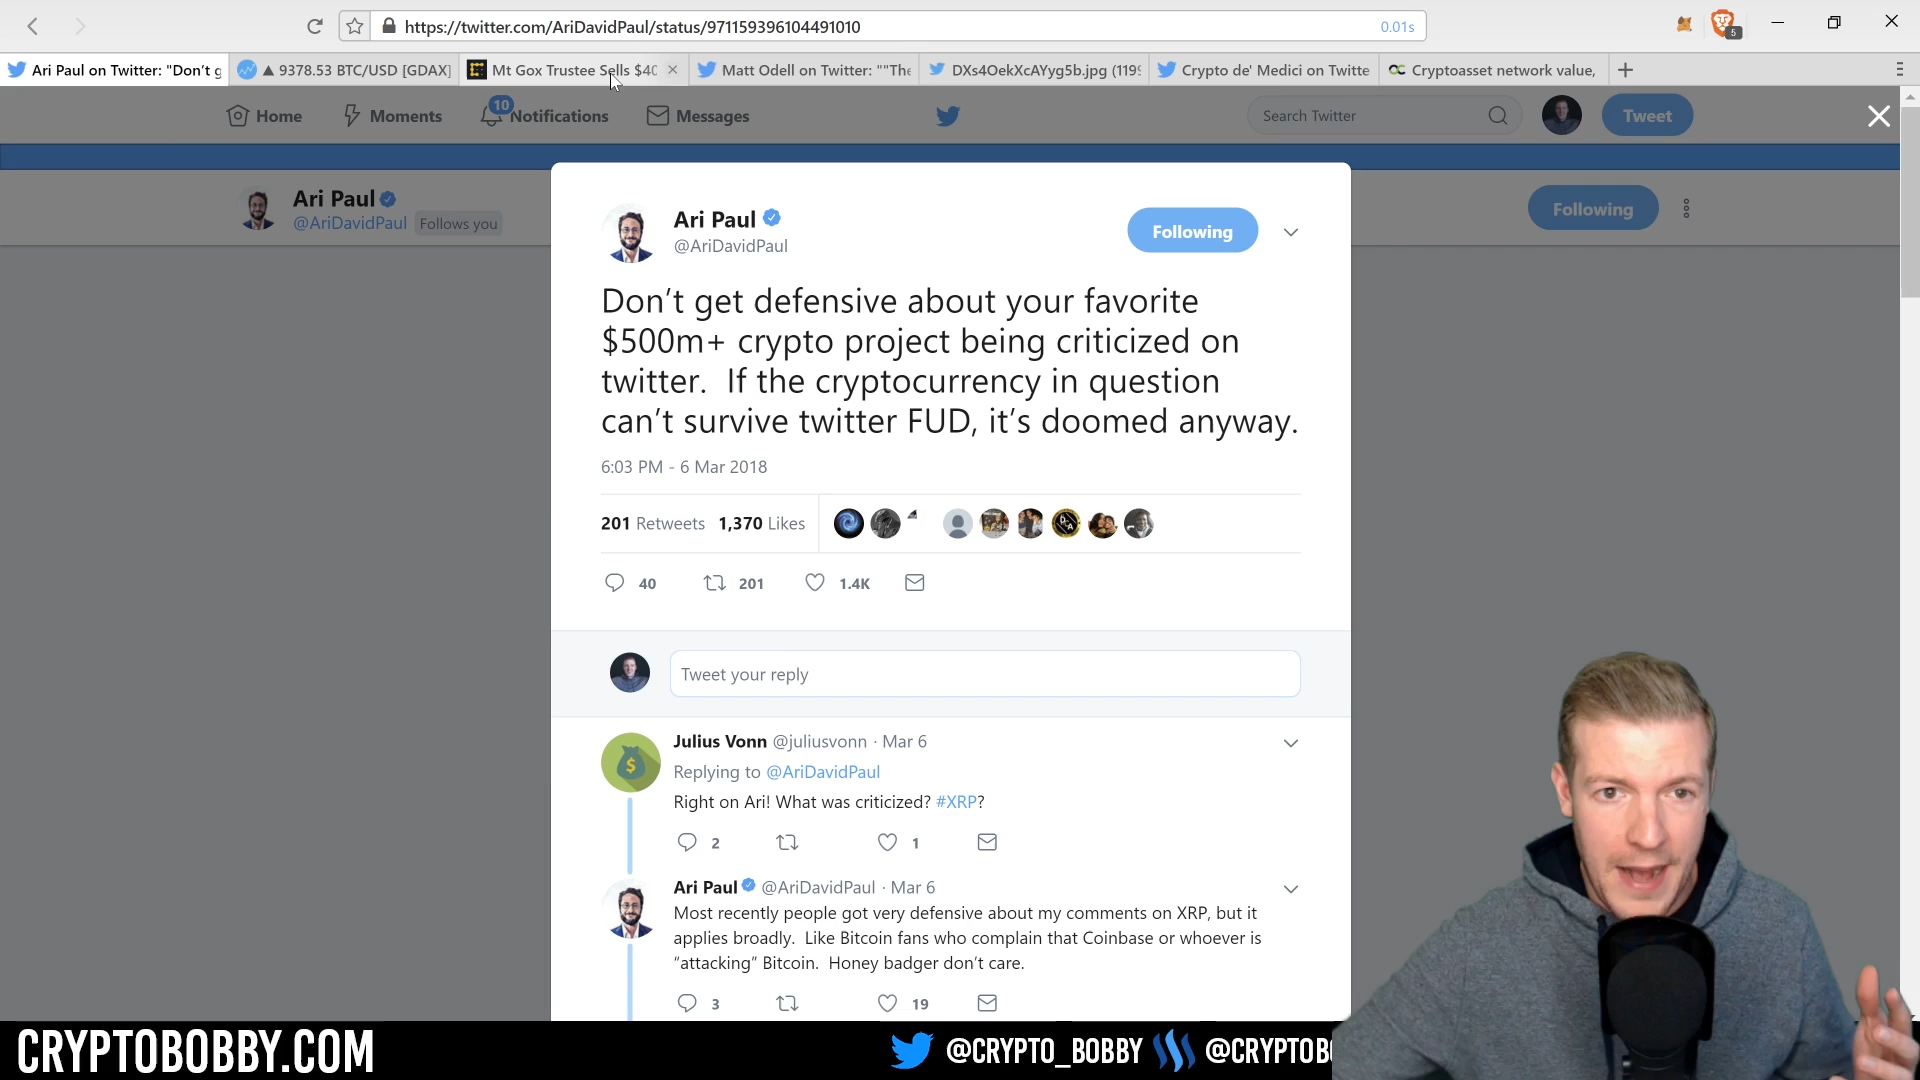 https://twitter.com/AriDavidPaul/status/971159396104491010
0.01s
5
Ari Paul on Twitter: "Don't g
▲ 9378.53 BTC/USD [GDAX]
Mt Gox Trustee Sells $40
Matt Odell on Twitter: ""The
DXs4OekXcAYyg5b.jpg (119
Crypto de' Medici on Twitte
Cryptoasset network value,
Home
Moments
10
Notifications
Messages
Search Twitter
Tweet
Ari Paul
@AriDavidPaul Follows you
Following
Ari Paul
@AriDavidPaul
Following
Don't get defensive about your favorite
$500m+ crypto project being criticized on
twitter. If the cryptocurrency in question
can't survive twitter FUD, it's doomed anyway.
6:03 PM - 6 Mar 2018
201 Retweets 1,370 Likes
40 201 1.4K
Tweet your reply
Julius Vonn @juliusvonn · Mar 6
Replying to @AriDavidPaul
Right on Ari! What was criticized? #XRP?
2 1
Ari Paul @AriDavidPaul · Mar 6
Most recently people got very defensive about my comments on XRP, but it
applies broadly. Like Bitcoin fans who complain that Coinbase or whoever is
“attacking” Bitcoin. Honey badger don't care.
3 19
CRYPTOBOBBY.COM
@CRYPTO_BOBBY
@CRYPTOB